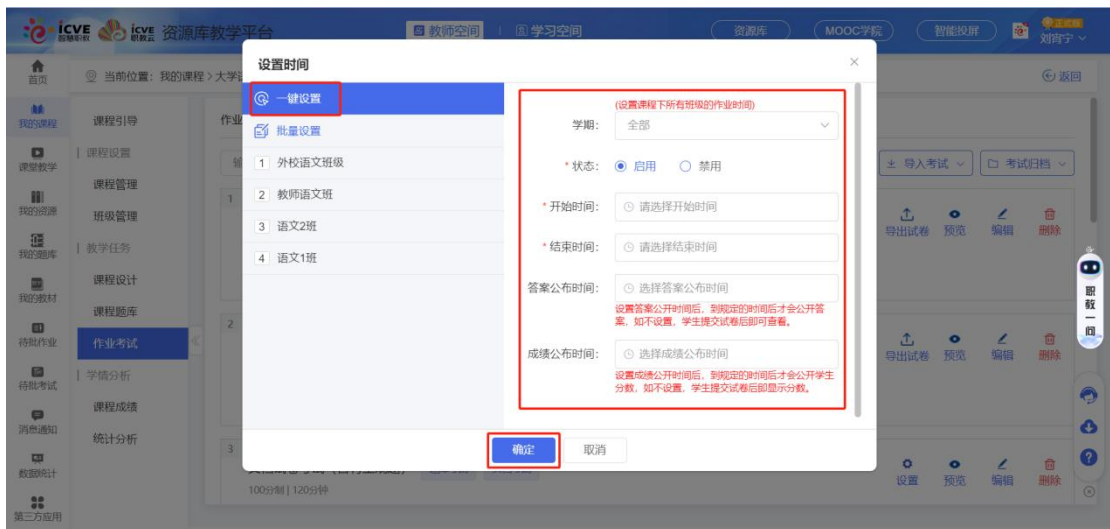 icve 智慧职教 icve 职教云 资源库教学平台
教师空间 | 学习空间
资源库 MOOC学院 智能投屏 正式版 刘宵宁
首页
当前位置：我的课程 > 大学
返回
我的课程
课堂教学
我的资源
我的题库
我的教材
待批作业
待批考试
消息通知
数据统计
第三方应用
课程引导
课程设置
课程管理
班级管理
教学任务
课程设计
课程题库
作业考试
学情分析
课程成绩
统计分析
作业
导入考试 考试归档
1
导出试卷 预览 编辑 删除
2
导出试卷 预览 编辑 删除
3
100分制 | 120分钟
设置 预览 编辑 删除
设置时间 ×
一键设置
批量设置
1 外校语文班级
2 教师语文班
3 语文2班
4 语文1班
(设置课程下所有班级的作业时间)
学期: 全部
* 状态: 启用 禁用
* 开始时间: 请选择开始时间
* 结束时间: 请选择结束时间
答案公布时间: 选择答案公布时间
设置答案公开时间后，到规定的时间后才会公开答
案，如不设置，学生提交试卷后即可查看。
成绩公布时间: 选择成绩公布时间
设置成绩公开时间后，到规定的时间后才会公开学生
分数，如不设置，学生提交试卷后即显示分数。
确定 取消
职教一问